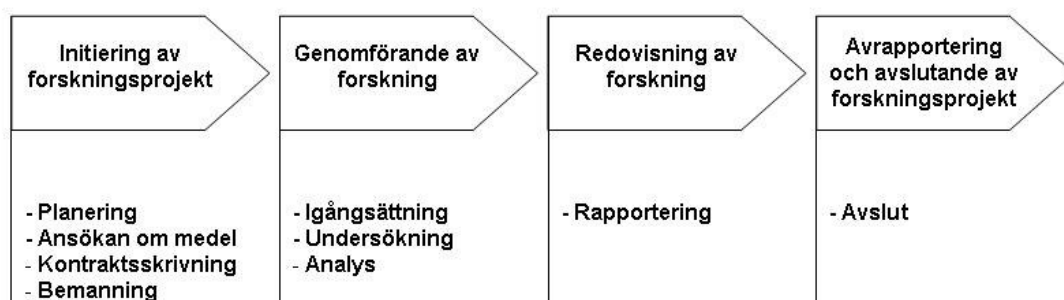 Initiering av
forskningsprojekt
- Planering
- Ansökan om medel
- Kontraktsskrivning
- Bemanning
Genomförande av
forskning
- Igångsättning
- Undersökning
- Analys
Redovisning av
forskning
- Rapportering
Avrapportering
och avslutande av
forskningsprojekt
- Avslut